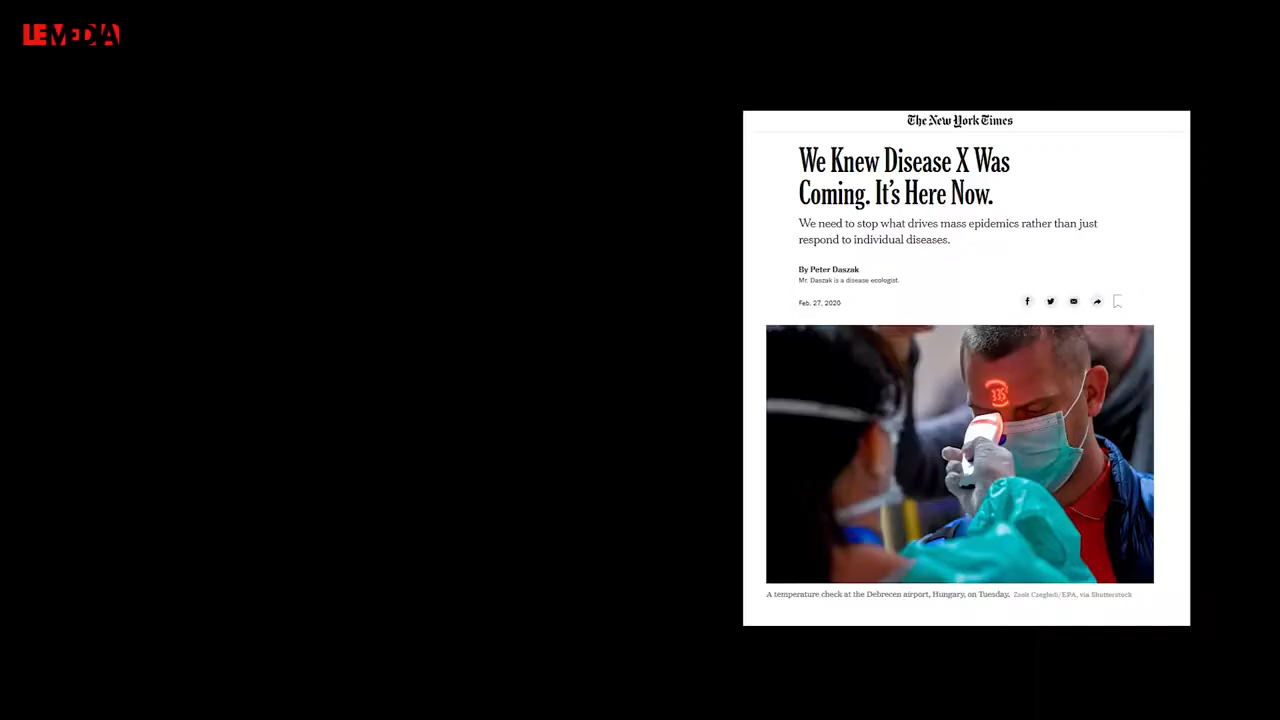 LEMEDIA
The New York Times
We Knew Disease X Was
Coming. It's Here Now.
We need to stop what drives mass epidemics rather than just
respond to individual diseases.
By Peter Daszak
Mr. Daszak is a disease ecologist.
Feb. 27, 2020
A temperature check at the Debrecen airport, Hungary, on Tuesday. Zsolt Czegledi/EPA, via Shutterstock